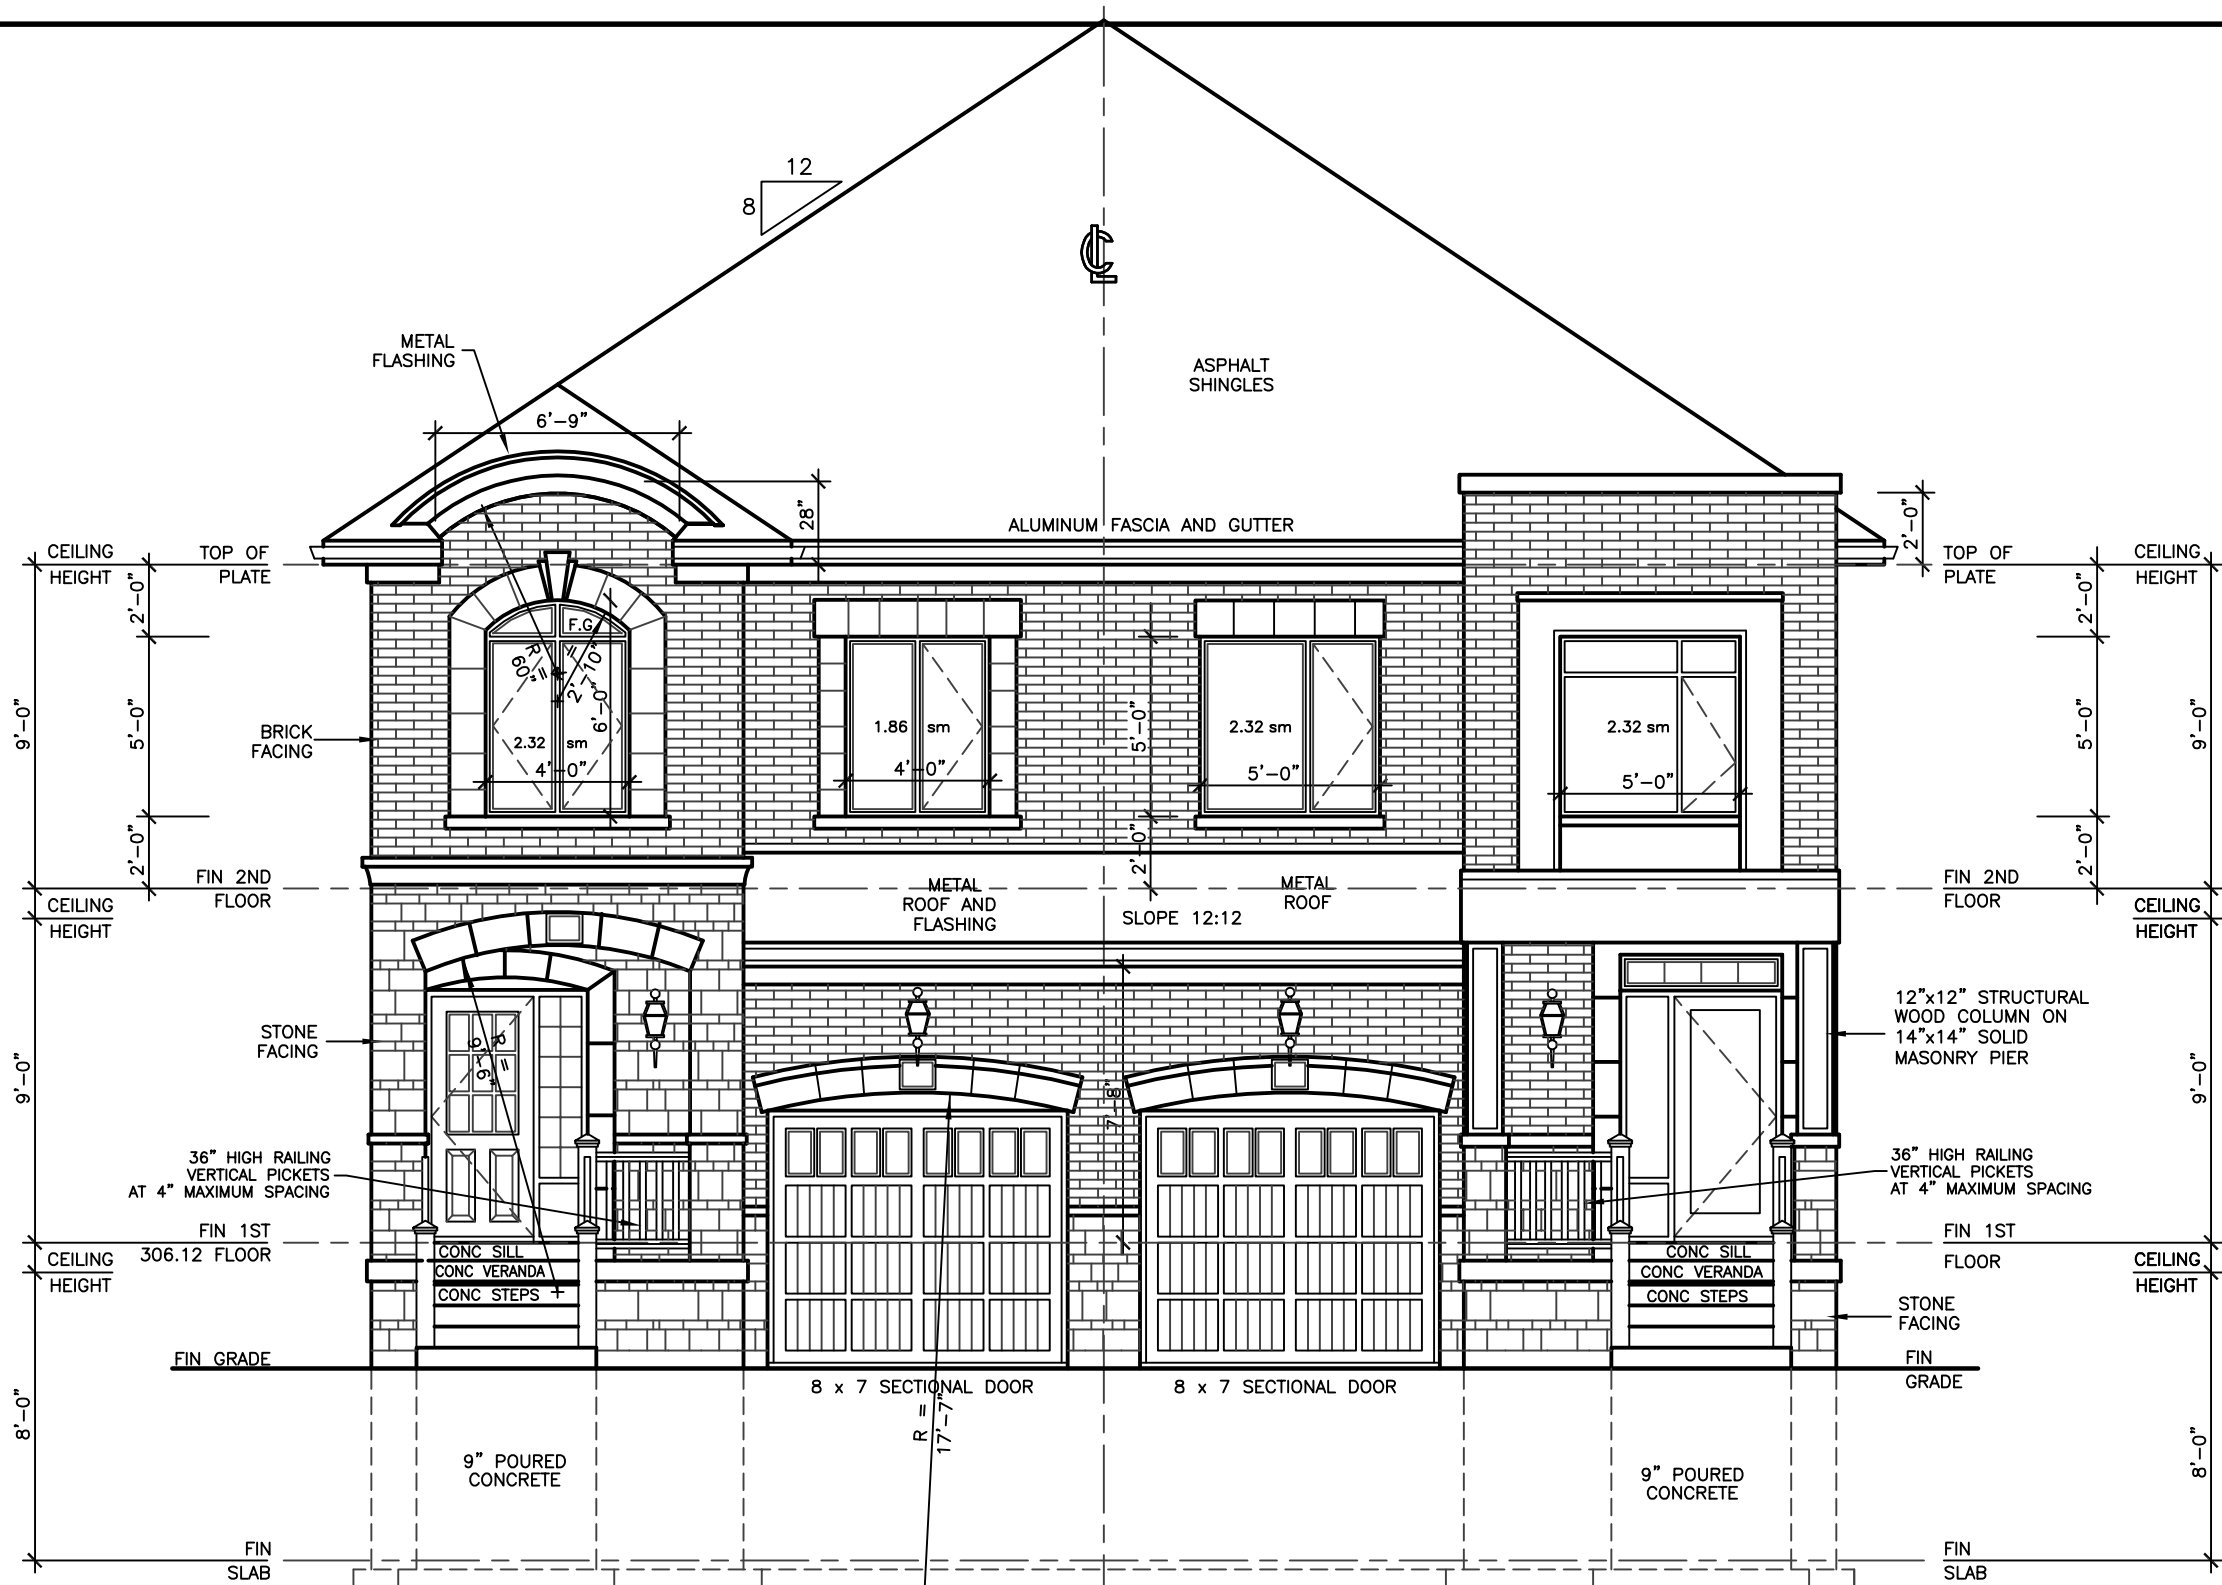 12
8
CL
METAL
FLASHING
ASPHALT
SHINGLES
6'-9"
28"
ALUMINUM FASCIA AND GUTTER
2'-0"
CEILING
HEIGHT
TOP OF
PLATE
TOP OF
PLATE
CEILING
HEIGHT
2'-0"
2'-0"
F.G.
R =
60"
R =
2'-10"
6'-0"
9'-0"
5'-0"
BRICK
FACING
2.32 sm
4'-0"
1.86 sm
4'-0"
5'-0"
2.32 sm
5'-0"
2.32 sm
5'-0"
5'-0"
9'-0"
2'-0"
2'-0"
2'-0"
FIN 2ND
FLOOR
METAL
ROOF AND
FLASHING
METAL
ROOF
SLOPE 12:12
FIN 2ND
FLOOR
CEILING
HEIGHT
CEILING
HEIGHT
STONE
FACING
R =
9'-6"
9'-0"
7'-8"
12"x12" STRUCTURAL
WOOD COLUMN ON
14"x14" SOLID
MASONRY PIER
9'-0"
36" HIGH RAILING
VERTICAL PICKETS
AT 4" MAXIMUM SPACING
36" HIGH RAILING
VERTICAL PICKETS
AT 4" MAXIMUM SPACING
FIN 1ST
306.12 FLOOR
FIN 1ST
FLOOR
CEILING
HEIGHT
CEILING
HEIGHT
CONC SILL
CONC VERANDA
CONC STEPS
CONC SILL
CONC VERANDA
CONC STEPS
STONE
FACING
FIN GRADE
FIN
GRADE
8 x 7 SECTIONAL DOOR
8 x 7 SECTIONAL DOOR
R =
17'-7"
8'-0"
8'-0"
9" POURED
CONCRETE
9" POURED
CONCRETE
FIN
SLAB
FIN
SLAB